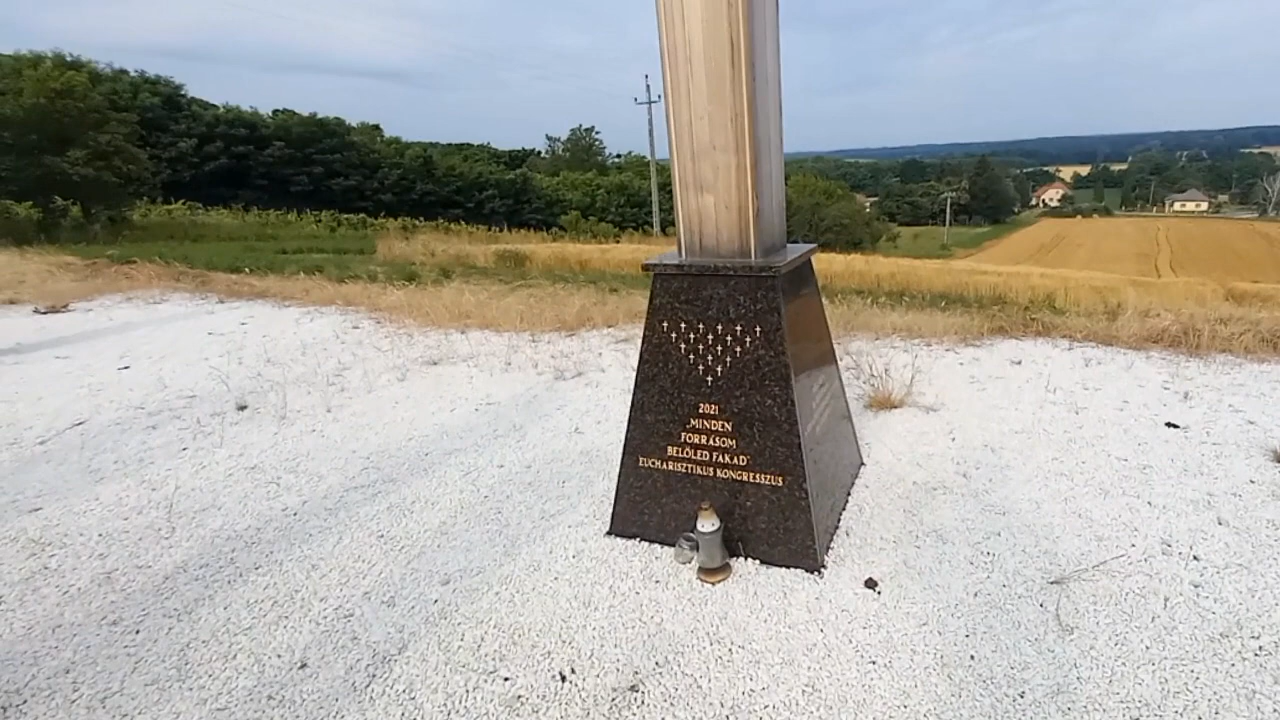 2021
„MINDEN
FORRÁSOM
BELŐLED FAKAD"
EUCHARISZTIKUS KONGRESSZUS